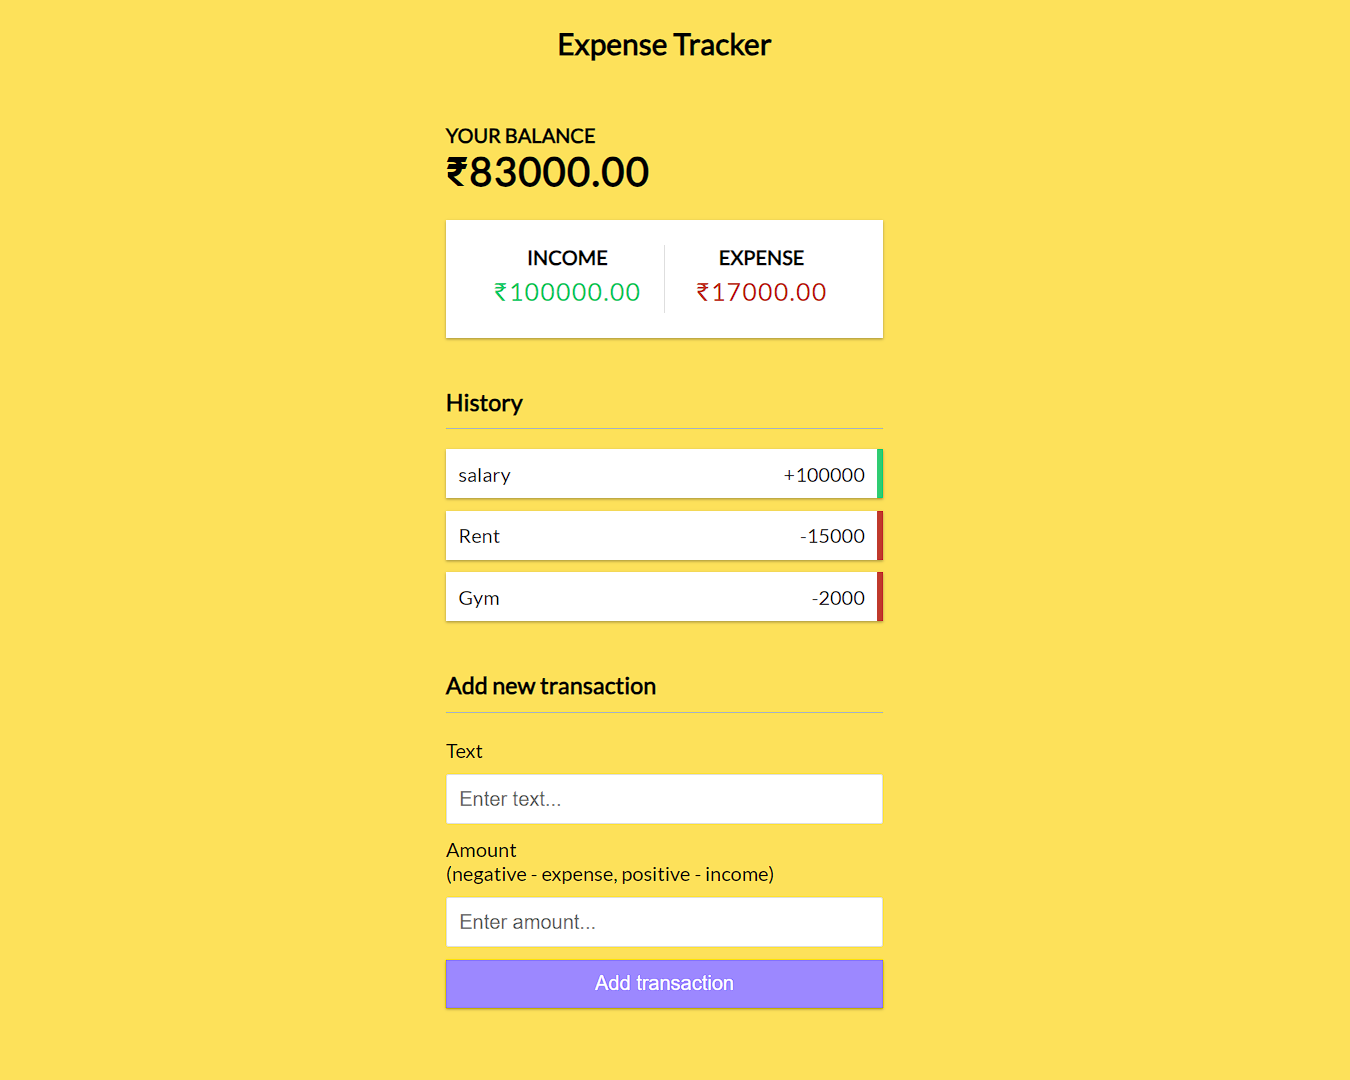 Expense Tracker
YOUR BALANCE
₹83000.00
INCOME
EXPENSE
₹100000.00
₹17000.00
History
salary +100000
Rent -15000
Gym -2000
Add new transaction
Text
Enter text...
Amount
(negative - expense, positive - income)
Enter amount...
Add transaction